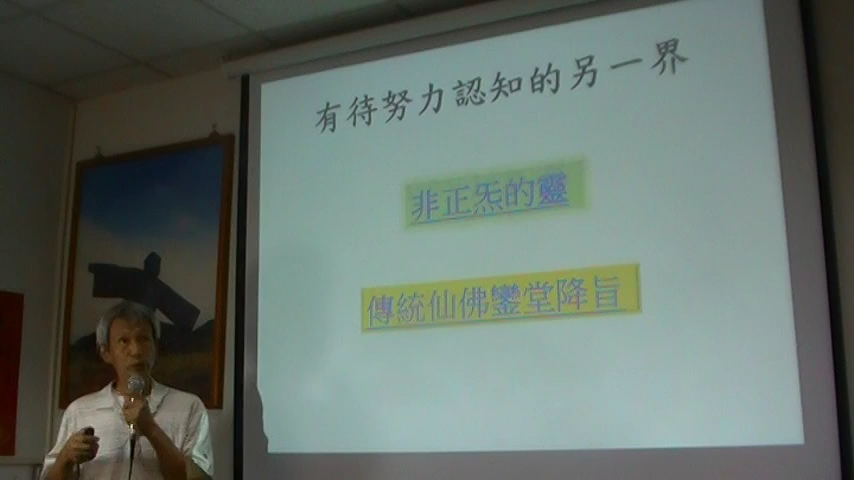 有待努力認知的另一界
非正炁的靈
傳統仙佛鑾堂降旨